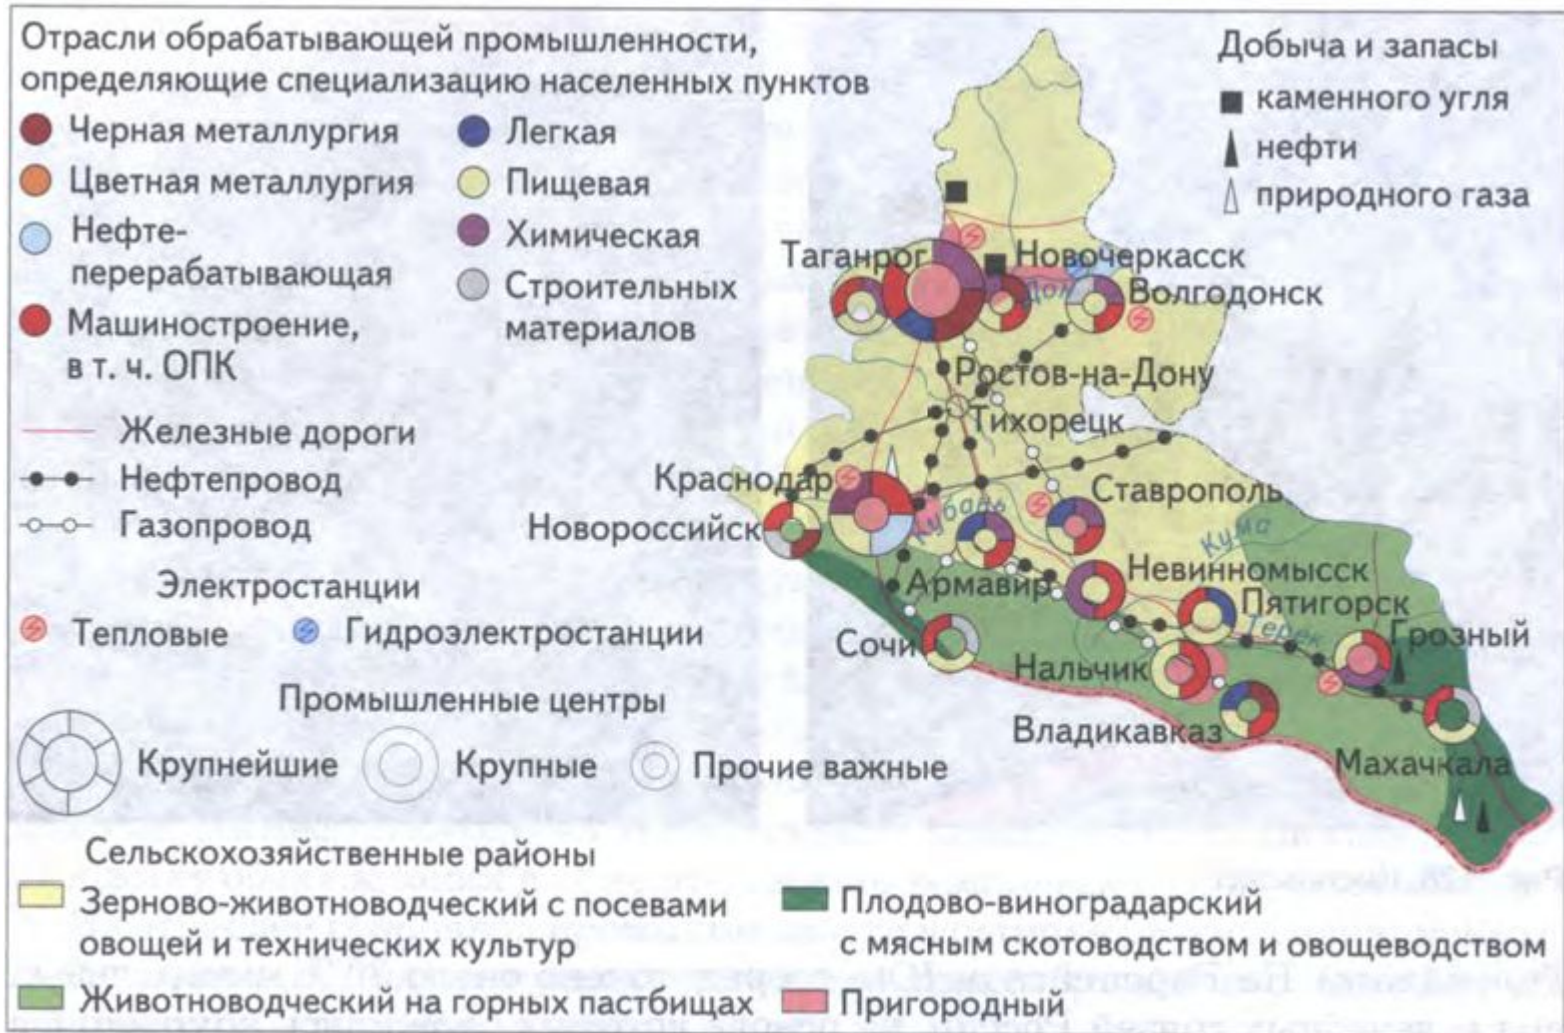 Отрасли обрабатывающей промышленности,
определяющие специализацию населенных пунктов
Черная металлургия
Цветная металлургия
Нефте-
перерабатывающая
Машиностроение,
в т. ч. ОПК
Легкая
Пищевая
Химическая
Строительных
материалов
Железные дороги
Нефтепровод
Газопровод
Электростанции
Тепловые
Гидроэлектростанции
Промышленные центры
Крупнейшие
Крупные
Прочие важные
Добыча и запасы
каменного угля
нефти
природного газа
Таганрог
Новочеркасск
Дон
Волгодонск
Ростов-на-Дону
Тихорецк
Краснодар
Ставрополь
Новороссийск
Кубань
Кума
Армавир
Невинномысск
Пятигорск
Терек
Грозный
Сочи
Нальчик
Владикавказ
Махачкала
Сельскохозяйственные районы
Зерново-животноводческий с посевами
овощей и технических культур
Животноводческий на горных пастбищах
Плодово-виноградарский
с мясным скотоводством и овощеводством
Пригородный